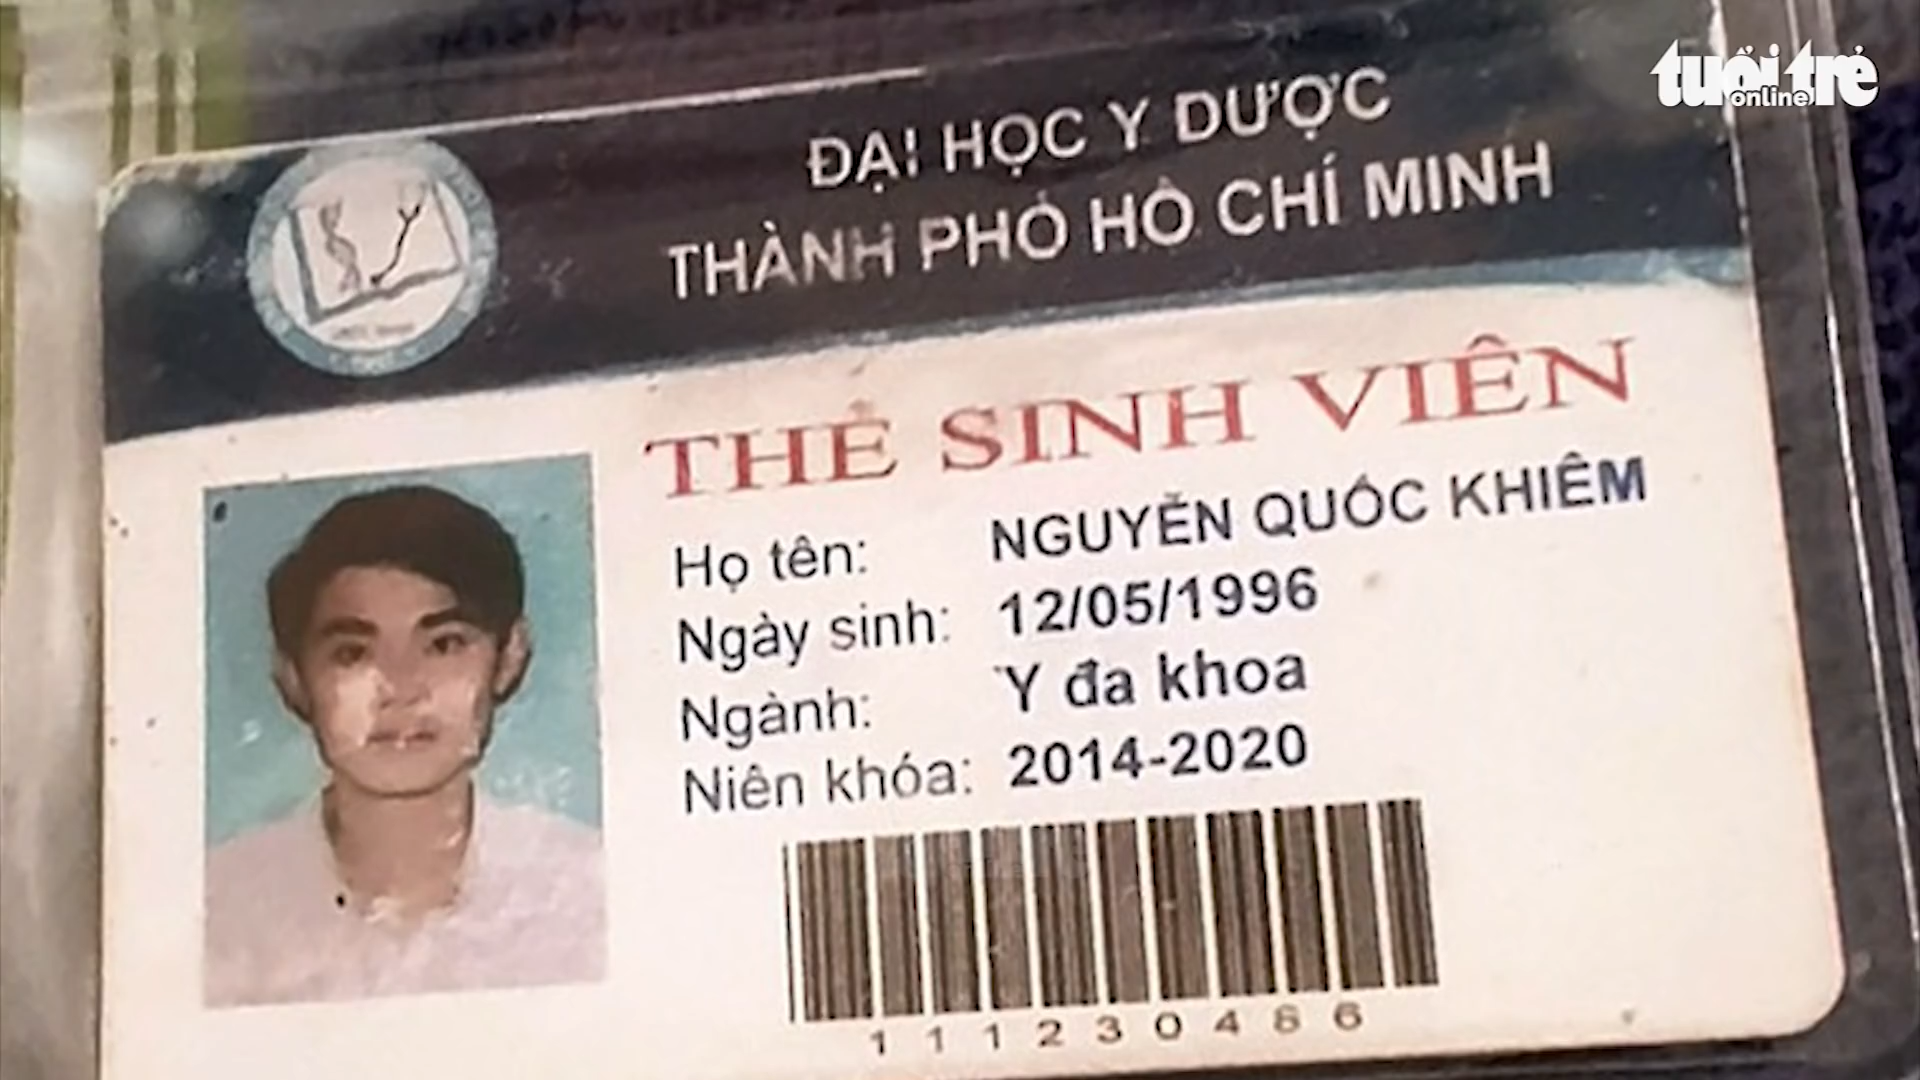 tuổi trẻ
online
ĐẠI HỌC Y DƯỢC
THÀNH PHỐ HỒ CHÍ MINH
THẺ SINH VIÊN
Họ tên: NGUYỄN QUỐC KHIÊM
Ngày sinh: 12/05/1996
Ngành: Y đa khoa
Niên khóa: 2014-2020
111230486